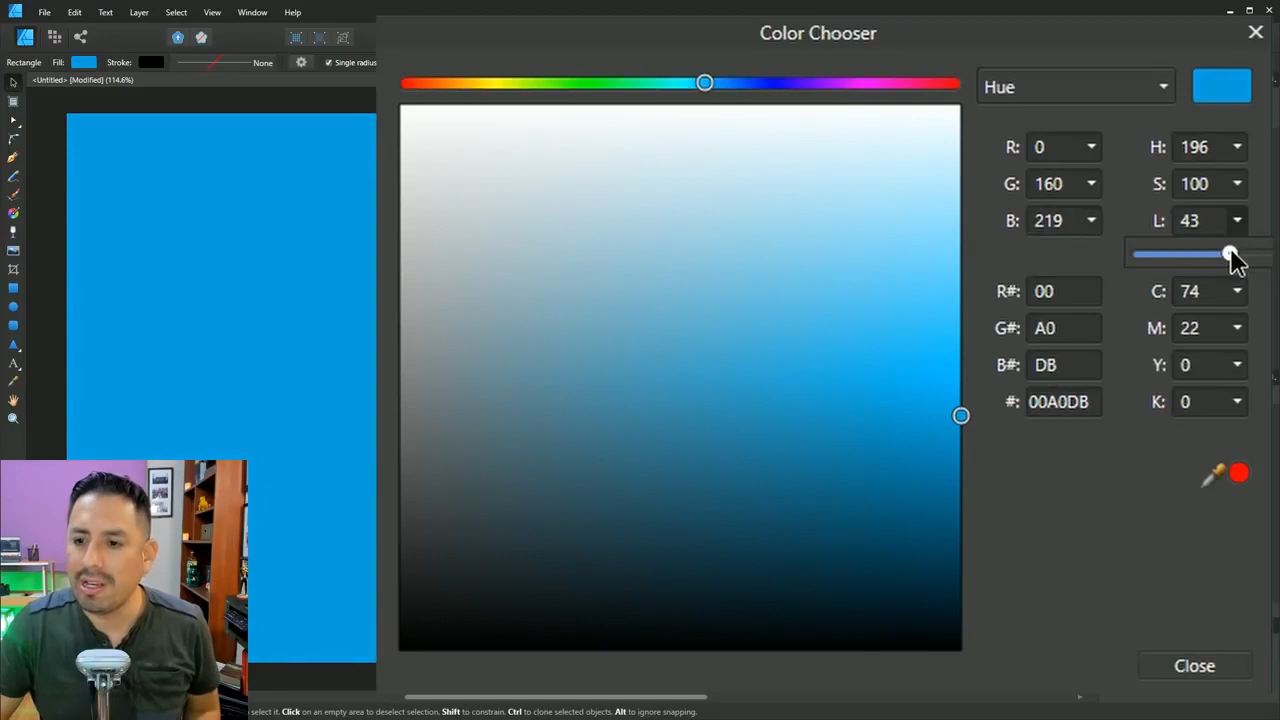 File Edit Text Layer Select View Window Help
Color Chooser
Rectangle Fill: Stroke: None Single radius
<Untitled> [Modified] (114.6%)
Hue
R: 0 H: 196
G: 160 S: 100
B: 219 L: 43
R#: 00 C: 74
G#: A0 M: 22
B#: DB Y: 0
#: 00A0DB K: 0
Close
select it. Click on an empty area to deselect selection. Shift to constrain. Ctrl to clone selected objects. Alt to ignore snapping.